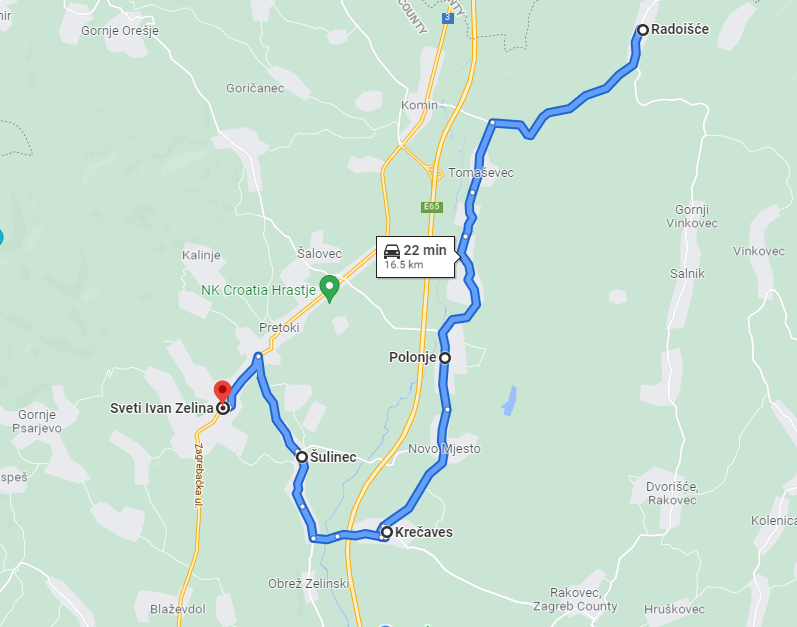 COUNTY
NTY
3
Gornje Orešje
Radoišće
Goričanec
Komin
Tomaševec
E65
Gornji
Vinkovec
22 min
16.5 km
Kalinje
Šalovec
Vinkovec
Salnik
NK Croatia Hrastje
Pretoki
Polonje
Sveti Ivan Zelina
Gornje
Psarjevo
Zagrebačka ul.
Šulinec
Novo Mjesto
Dvorišće,
Rakovec
Krečaves
Obrež Zelinski
Rakovec,
Zagreb County
Blaževdol
Hruškovec